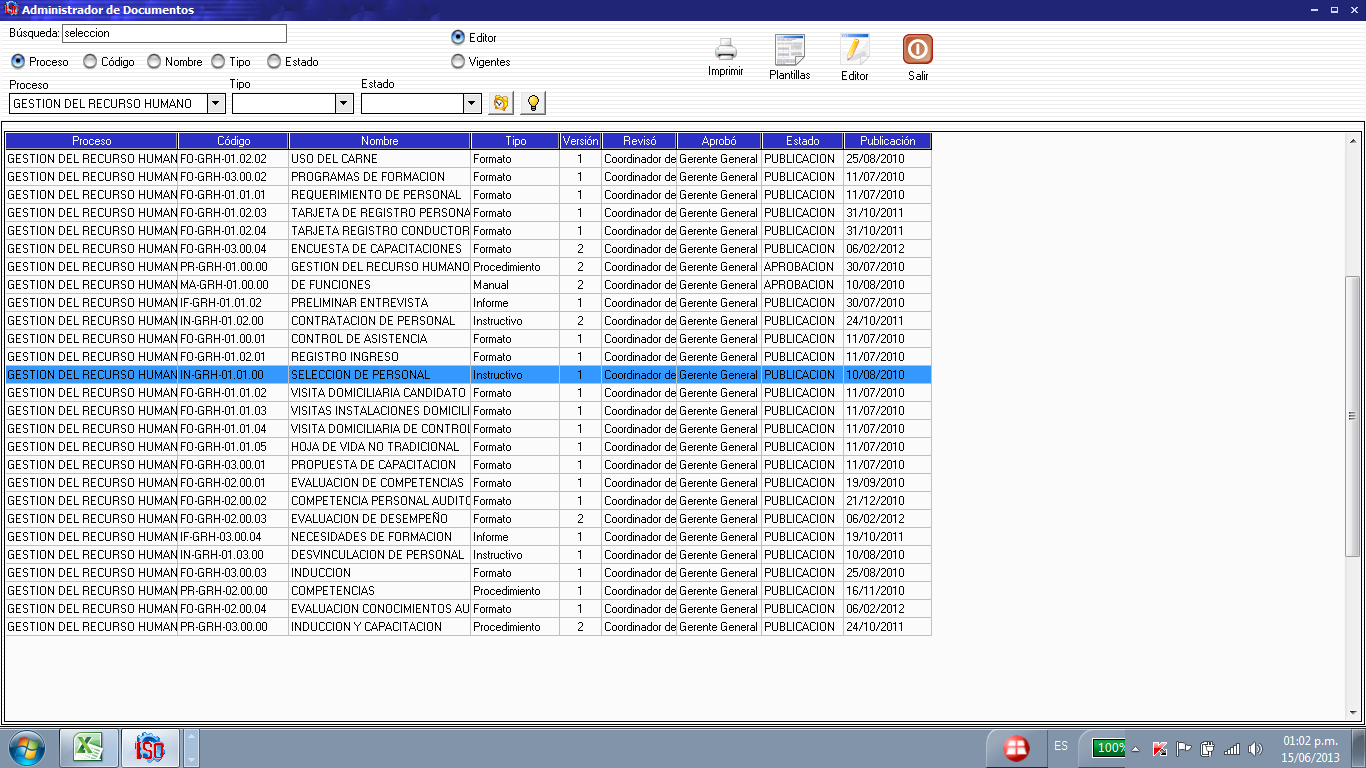 Administrador de Documentos
Búsqueda: seleccion
Editor
Proceso Código Nombre Tipo Estado
Vigentes
Imprimir Plantillas Editor Salir
Proceso Tipo Estado
GESTION DEL RECURSO HUMANO
Proceso Código Nombre Tipo Versión Revisó Aprobó Estado Publicación
GESTION DEL RECURSO HUMAN FO-GRH-01.02.02 USO DEL CARNE Formato 1 Coordinador de Gerente General PUBLICACION 25/08/2010
GESTION DEL RECURSO HUMAN FO-GRH-03.00.02 PROGRAMAS DE FORMACION Formato 1 Coordinador de Gerente General PUBLICACION 11/07/2010
GESTION DEL RECURSO HUMAN FO-GRH-01.01.01 REQUERIMIENTO DE PERSONAL Formato 1 Coordinador de Gerente General PUBLICACION 11/07/2010
GESTION DEL RECURSO HUMAN FO-GRH-01.02.03 TARJETA DE REGISTRO PERSONA Formato 1 Coordinador de Gerente General PUBLICACION 31/10/2011
GESTION DEL RECURSO HUMAN FO-GRH-01.02.04 TARJETA REGISTRO CONDUCTOR Formato 1 Coordinador de Gerente General PUBLICACION 31/10/2011
GESTION DEL RECURSO HUMAN FO-GRH-03.00.04 ENCUESTA DE CAPACITACIONES Formato 2 Coordinador de Gerente General PUBLICACION 06/02/2012
GESTION DEL RECURSO HUMAN PR-GRH-01.00.00 GESTION DEL RECURSO HUMANO Procedimiento 2 Coordinador de Gerente General APROBACION 30/07/2010
GESTION DEL RECURSO HUMAN MA-GRH-01.00.00 DE FUNCIONES Manual 2 Coordinador de Gerente General APROBACION 10/08/2010
GESTION DEL RECURSO HUMAN IF-GRH-01.01.02 PRELIMINAR ENTREVISTA Informe 1 Coordinador de Gerente General PUBLICACION 30/07/2010
GESTION DEL RECURSO HUMAN IN-GRH-01.02.00 CONTRATACION DE PERSONAL Instructivo 2 Coordinador de Gerente General PUBLICACION 24/10/2011
GESTION DEL RECURSO HUMAN FO-GRH-01.00.01 CONTROL DE ASISTENCIA Formato 1 Coordinador de Gerente General PUBLICACION 11/07/2010
GESTION DEL RECURSO HUMAN FO-GRH-01.02.01 REGISTRO INGRESO Formato 1 Coordinador de Gerente General PUBLICACION 11/07/2010
GESTION DEL RECURSO HUMAN IN-GRH-01.01.00 SELECCION DE PERSONAL Instructivo 1 Coordinador de Gerente General PUBLICACION 10/08/2010
GESTION DEL RECURSO HUMAN FO-GRH-01.01.02 VISITA DOMICILIARIA CANDIDATO Formato 1 Coordinador de Gerente General PUBLICACION 11/07/2010
GESTION DEL RECURSO HUMAN FO-GRH-01.01.03 VISITAS INSTALACIONES DOMICILI Formato 1 Coordinador de Gerente General PUBLICACION 11/07/2010
GESTION DEL RECURSO HUMAN FO-GRH-01.01.04 VISITA DOMICILIARIA DE CONTROL Formato 1 Coordinador de Gerente General PUBLICACION 11/07/2010
GESTION DEL RECURSO HUMAN FO-GRH-01.01.05 HOJA DE VIDA NO TRADICIONAL Formato 1 Coordinador de Gerente General PUBLICACION 11/07/2010
GESTION DEL RECURSO HUMAN FO-GRH-03.00.01 PROPUESTA DE CAPACITACION Formato 1 Coordinador de Gerente General PUBLICACION 11/07/2010
GESTION DEL RECURSO HUMAN FO-GRH-02.00.01 EVALUACION DE COMPETENCIAS Formato 1 Coordinador de Gerente General PUBLICACION 19/09/2010
GESTION DEL RECURSO HUMAN FO-GRH-02.00.02 COMPETENCIA PERSONAL AUDITO Formato 1 Coordinador de Gerente General PUBLICACION 21/12/2010
GESTION DEL RECURSO HUMAN FO-GRH-02.00.03 EVALUACION DE DESEMPEÑO Formato 2 Coordinador de Gerente General PUBLICACION 06/02/2012
GESTION DEL RECURSO HUMAN IF-GRH-03.00.04 NECESIDADES DE FORMACION Informe 1 Coordinador de Gerente General PUBLICACION 19/10/2011
GESTION DEL RECURSO HUMAN IN-GRH-01.03.00 DESVINCULACION DE PERSONAL Instructivo 1 Coordinador de Gerente General PUBLICACION 10/08/2010
GESTION DEL RECURSO HUMAN FO-GRH-03.00.03 INDUCCION Formato 1 Coordinador de Gerente General PUBLICACION 25/08/2010
GESTION DEL RECURSO HUMAN PR-GRH-02.00.00 COMPETENCIAS Procedimiento 1 Coordinador de Gerente General PUBLICACION 16/11/2010
GESTION DEL RECURSO HUMAN FO-GRH-02.00.04 EVALUACION CONOCIMIENTOS AU Formato 1 Coordinador de Gerente General PUBLICACION 06/02/2012
GESTION DEL RECURSO HUMAN PR-GRH-03.00.00 INDUCCION Y CAPACITACION Procedimiento 2 Coordinador de Gerente General PUBLICACION 24/10/2011
ISO ES 100% 01:02 p.m.
15/06/2013